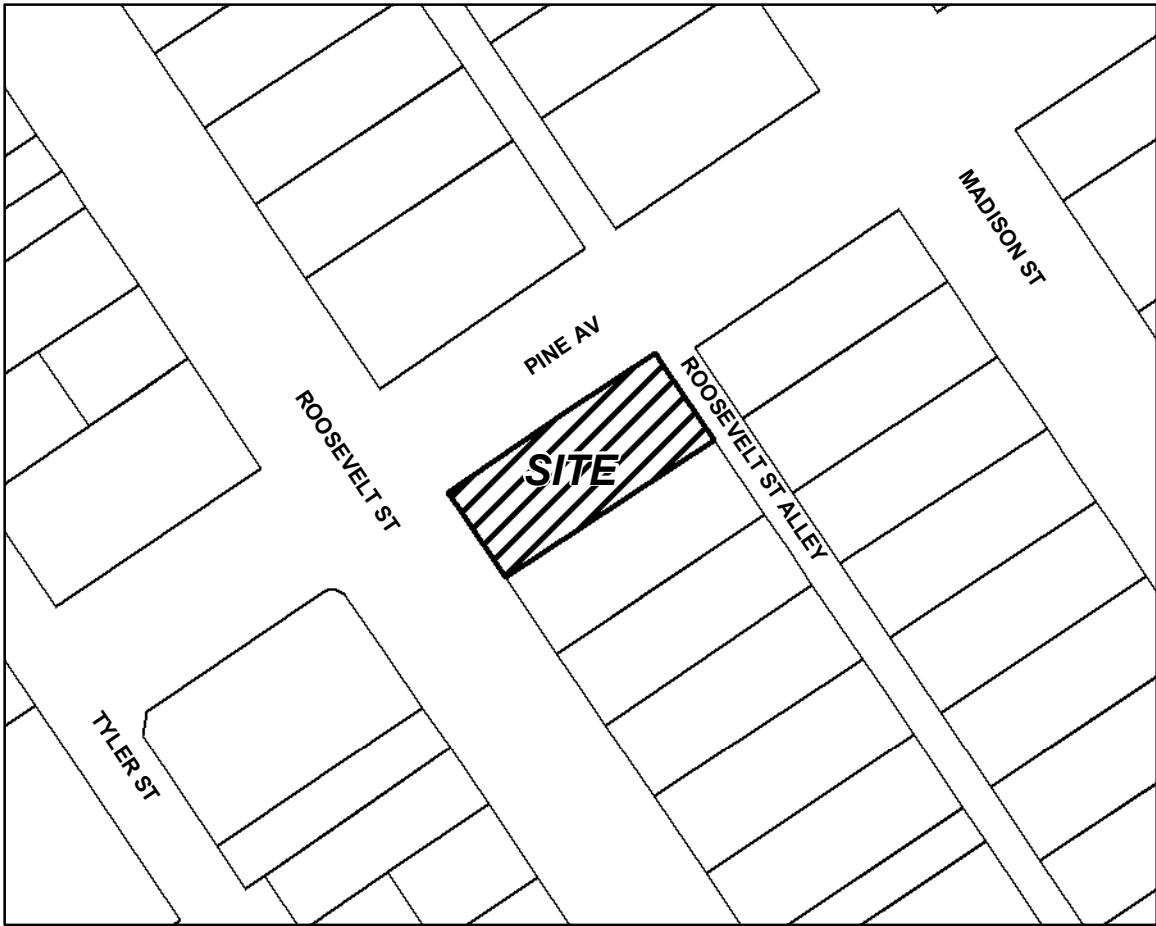 MADISON ST
PINE AV
ROOSEVELT ST ALLEY
ROOSEVELT ST
SITE
TYLER ST